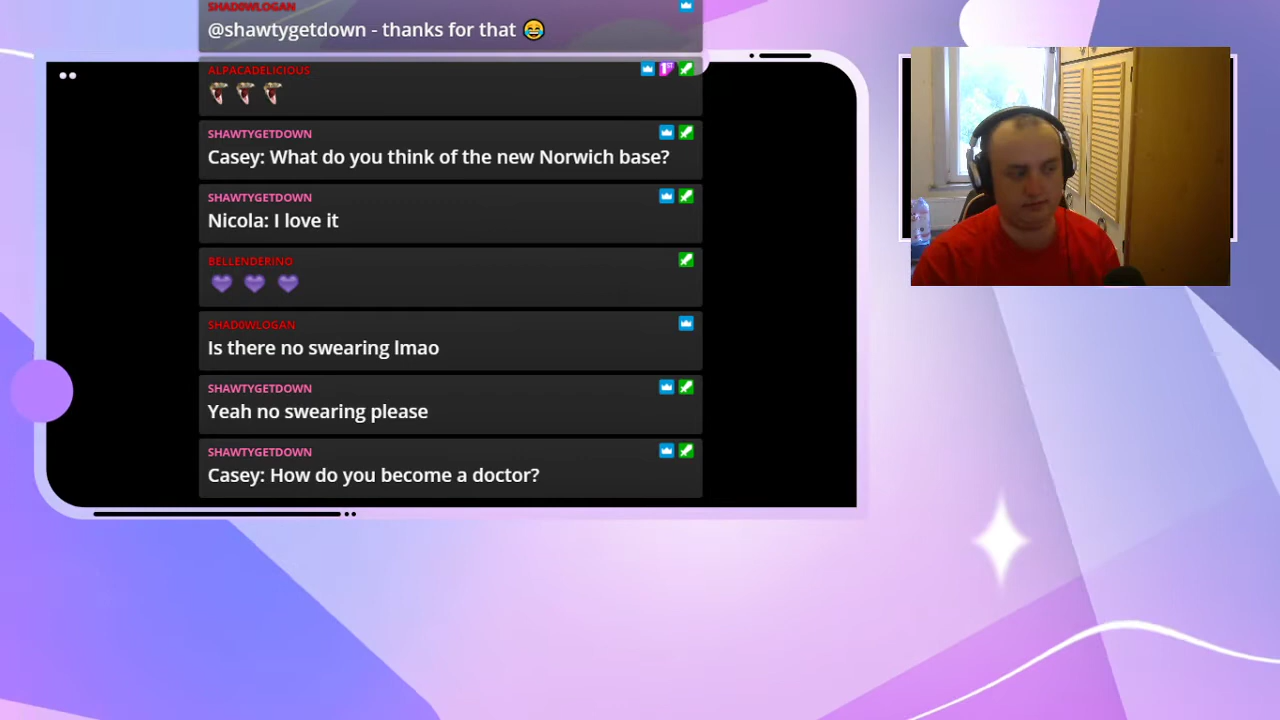 SHAD0WLOGAN
@shawtygetdown - thanks for that 😂
ALPACADELICIOUS
SHAWTYGETDOWN
Casey: What do you think of the new Norwich base?
SHAWTYGETDOWN
Nicola: I love it
BELLENDERINO
💜 💜 💜
SHAD0WLOGAN
Is there no swearing lmao
SHAWTYGETDOWN
Yeah no swearing please
SHAWTYGETDOWN
Casey: How do you become a doctor?